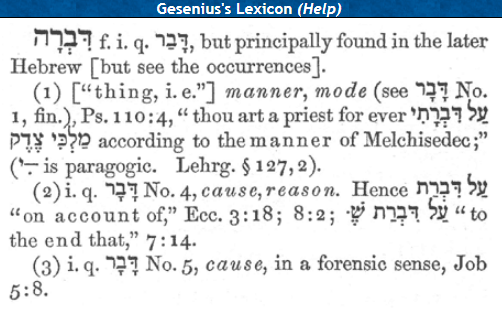 Gesenius's Lexicon (Help)
דִּבְרָה f. i. q. דָּבָר, but principally found in the later
Hebrew [but see the occurrences].
(1) [“thing, i. e.”] manner, mode (see דָּבָר No.
1, fin.), Ps. 110:4, “thou art a priest for ever עַל דִּבְרָתִי
מַלְכִּי צֶדֶק according to the manner of Melchisedec;”
(־ִי is paragogic. Lehrg. § 127, 2).
(2) i. q. דָּבָר No. 4, cause, reason. Hence עַל דִּבְרַת
“on account of,” Ecc. 3:18; 8:2; עַל דִּבְרַת שֶׁ· “to
the end that,” 7:14.
(3) i. q. דָּבָר No. 5, cause, in a forensic sense, Job
5:8.